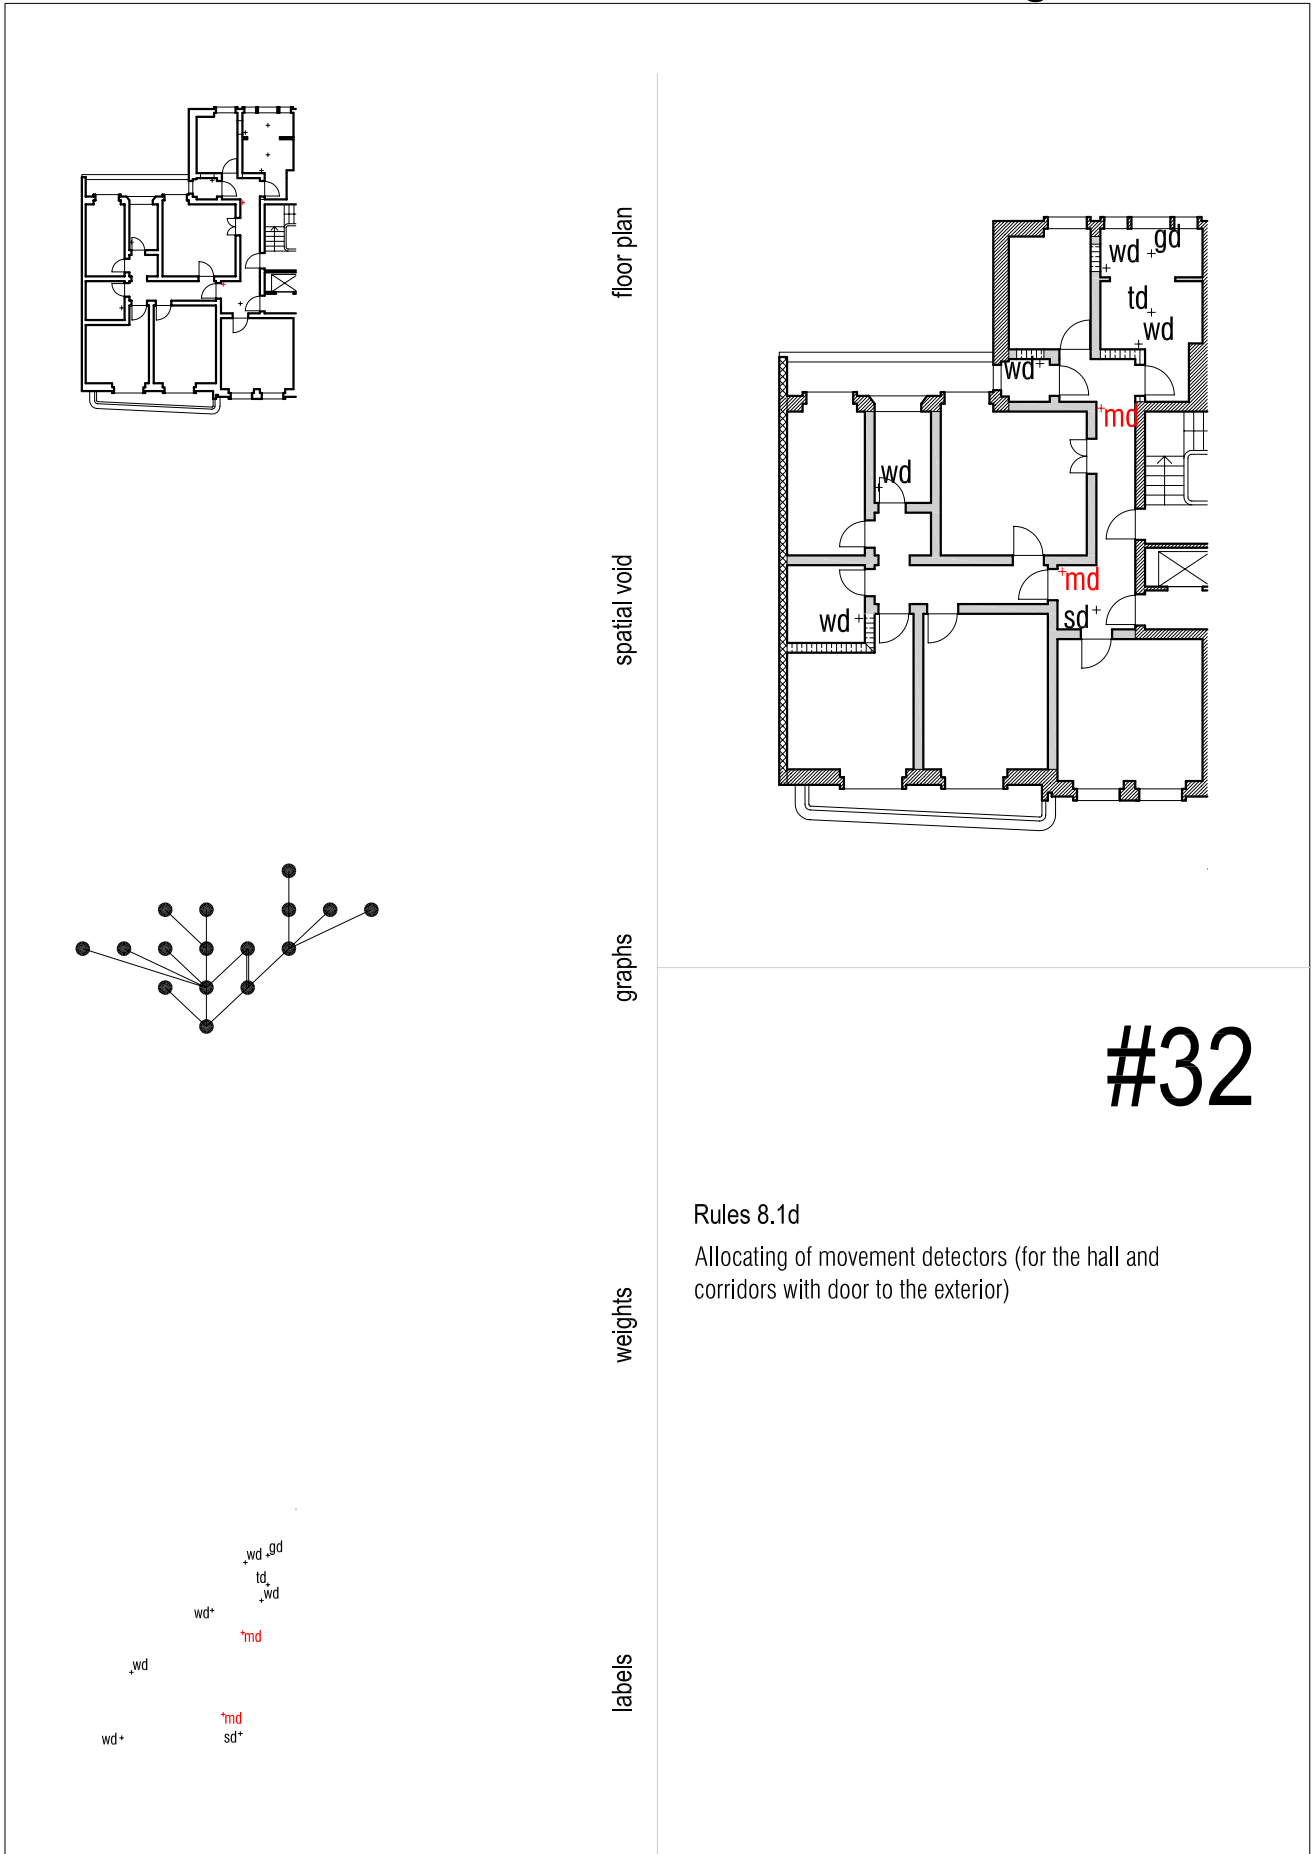 floor plan
spatial void
graphs
weights
labels
wd gd
td
wd
wd
md
wd
md
wd
sd
wd gd
td
wd
wd
md
wd
md
sd
wd
#32
Rules 8.1d
Allocating of movement detectors (for the hall and
corridors with door to the exterior)